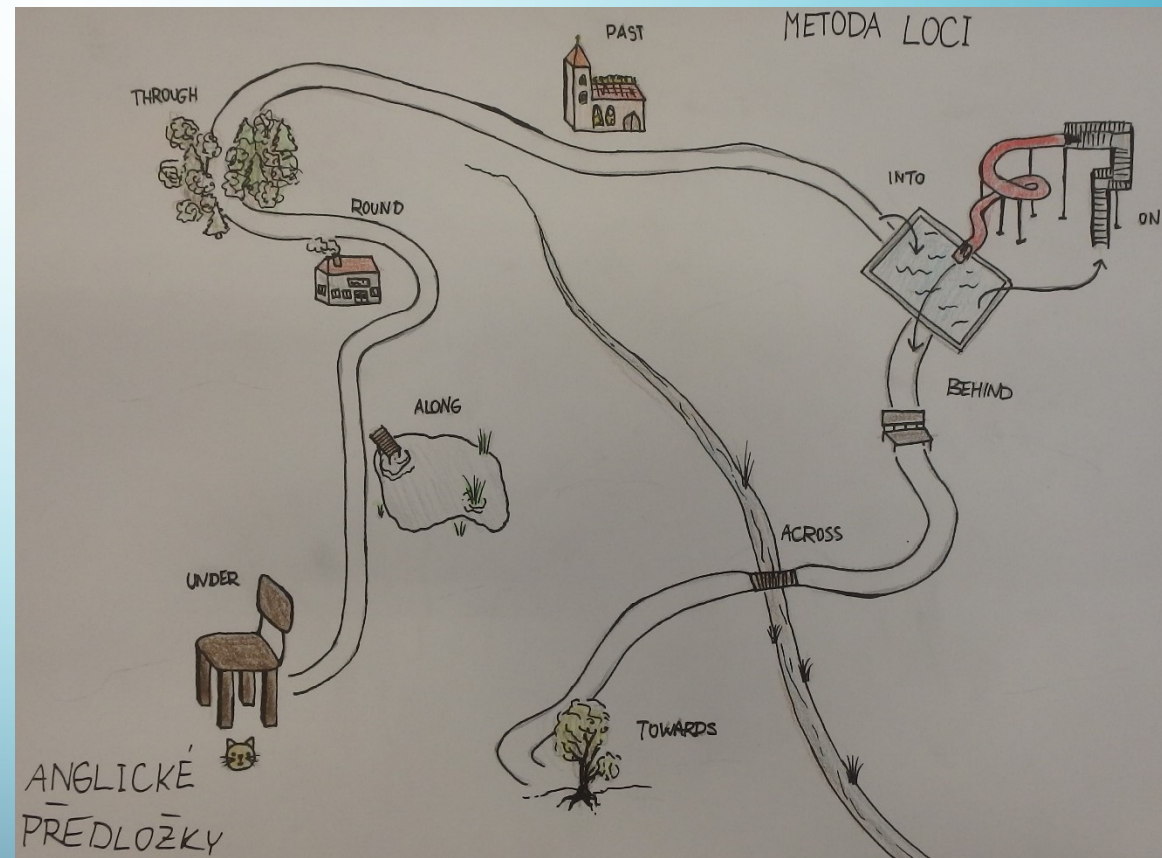 METODA LOCI
PAST
THROUGH
INTO
ROUND
ON
BEHIND
ALONG
ACROSS
UNDER
TOWARDS
ANGLICKÉ
PŘEDLOŽKY